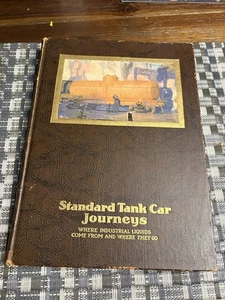 Standard Tank Car
Journeys
WHERE INDUSTRIAL LIQUIDS
COME FROM AND WHERE THEY GO